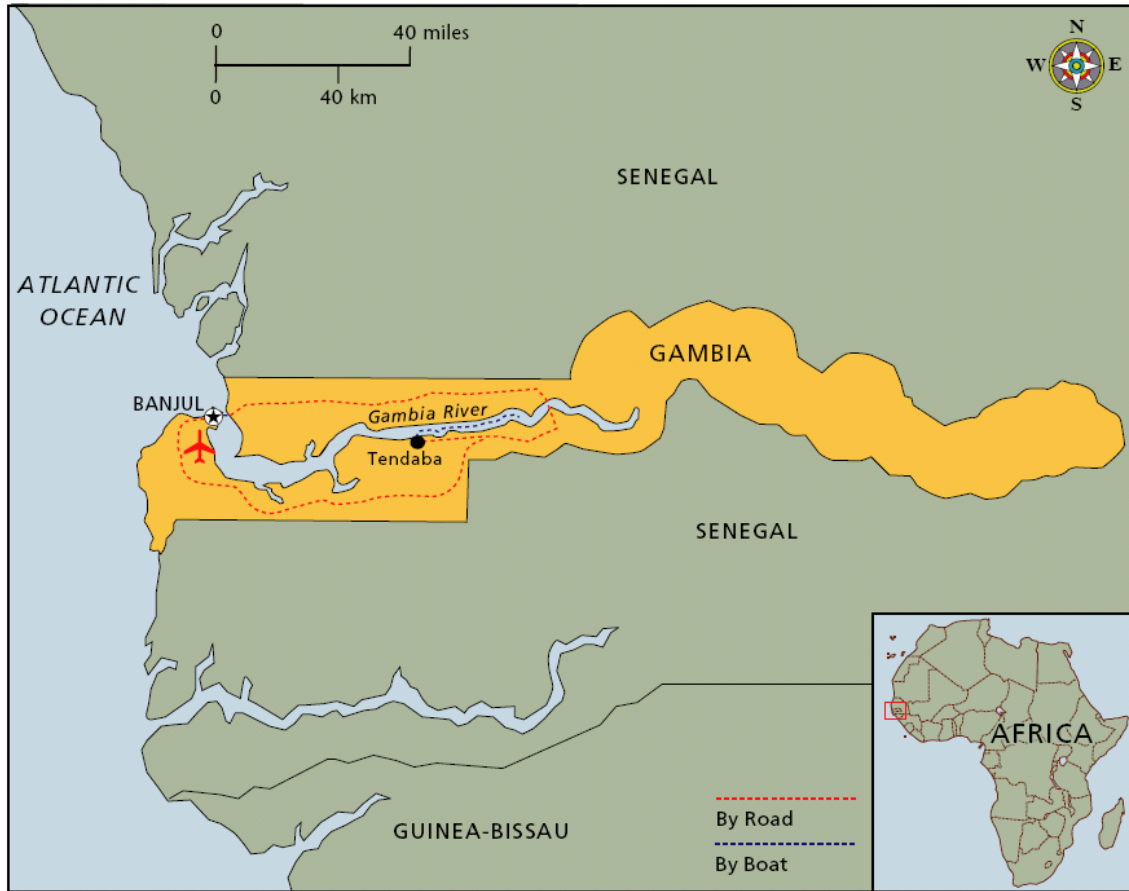 0
40 miles
0
40 km
N
W
E
S
SENEGAL
ATLANTIC
OCEAN
GAMBIA
BANJUL
Gambia River
Tendaba
SENEGAL
AFRICA
By Road
GUINEA-BISSAU
By Boat